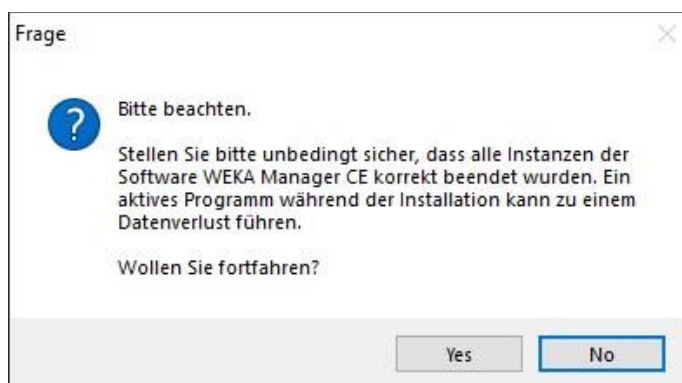 Frage
Bitte beachten.
Stellen Sie bitte unbedingt sicher, dass alle Instanzen der
Software WEKA Manager CE korrekt beendet wurden. Ein
aktives Programm während der Installation kann zu einem
Datenverlust führen.
Wollen Sie fortfahren?
Yes
No